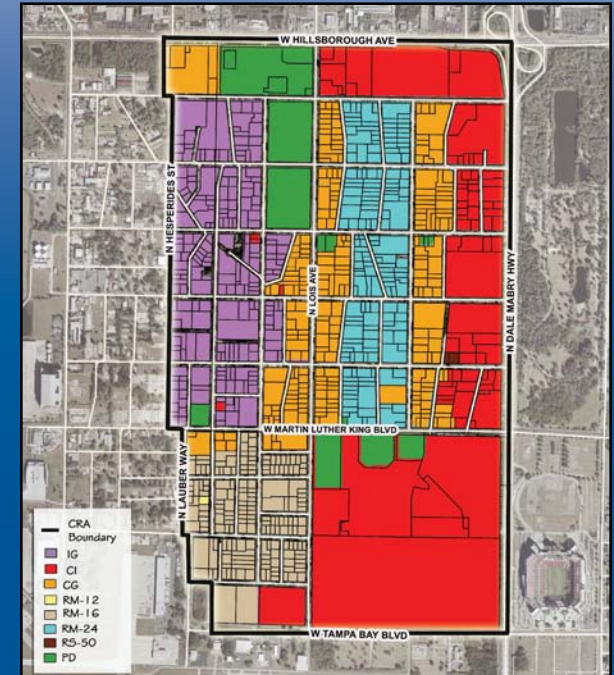 W HILLSBOROUGH AVE
N HESPERIDES ST
N LOIS AVE
N DALE MABRY HWY
W MARTIN LUTHER KING BLVD
N LAUBER WAY
W TAMPA BAY BLVD
CRA
Boundary
IG
CI
CG
RM-12
RM-16
RM-24
RS-50
PD